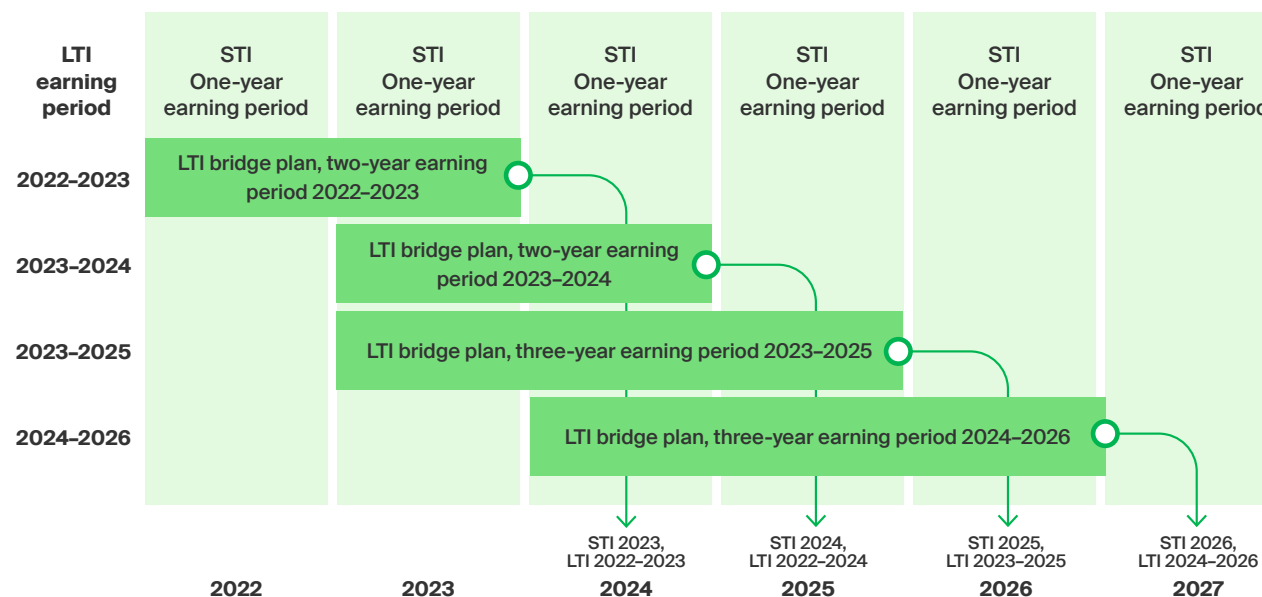 LTI
earning
period
STI
One-year
earning period
STI
One-year
earning period
STI
One-year
earning period
STI
One-year
earning period
STI
One-year
earning period
STI
One-year
earning perio
2022–2023
LTI bridge plan, two-year earning
period 2022–2023
2023–2024
LTI bridge plan, two-year earning
period 2023–2024
2023–2025
LTI bridge plan, three-year earning period 2023–2025
2024–2026
LTI bridge plan, three-year earning period 2024–2026
STI 2023,
LTI 2022–2023
STI 2024,
LTI 2022–2024
STI 2025,
LTI 2023–2025
STI 2026,
LTI 2024–2026
2022
2023
2024
2025
2026
2027